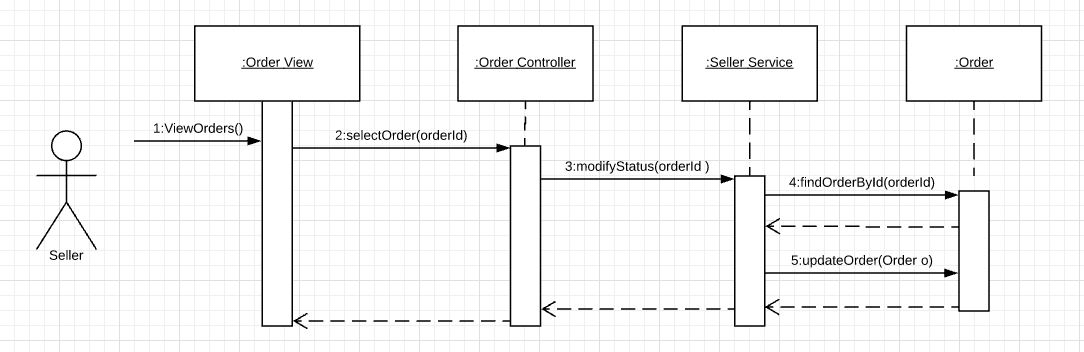 :Order View
:Order Controller
:Seller Service
:Order
1:ViewOrders()
2:selectOrder(orderId)
3:modifyStatus(orderId )
4:findOrderById(orderId)
5:updateOrder(Order o)
Seller